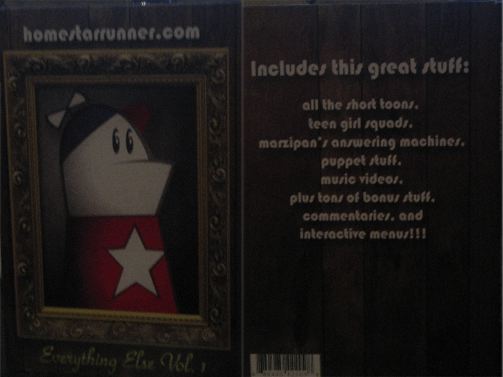 homestarrunner.com
Everything Else Vol. 1
Includes this great stuff:
all the short toons,
teen girl squads,
marzipan's answering machines,
puppet stuff,
music videos,
plus tons of bonus stuff,
commentaries, and
interactive menus!!!